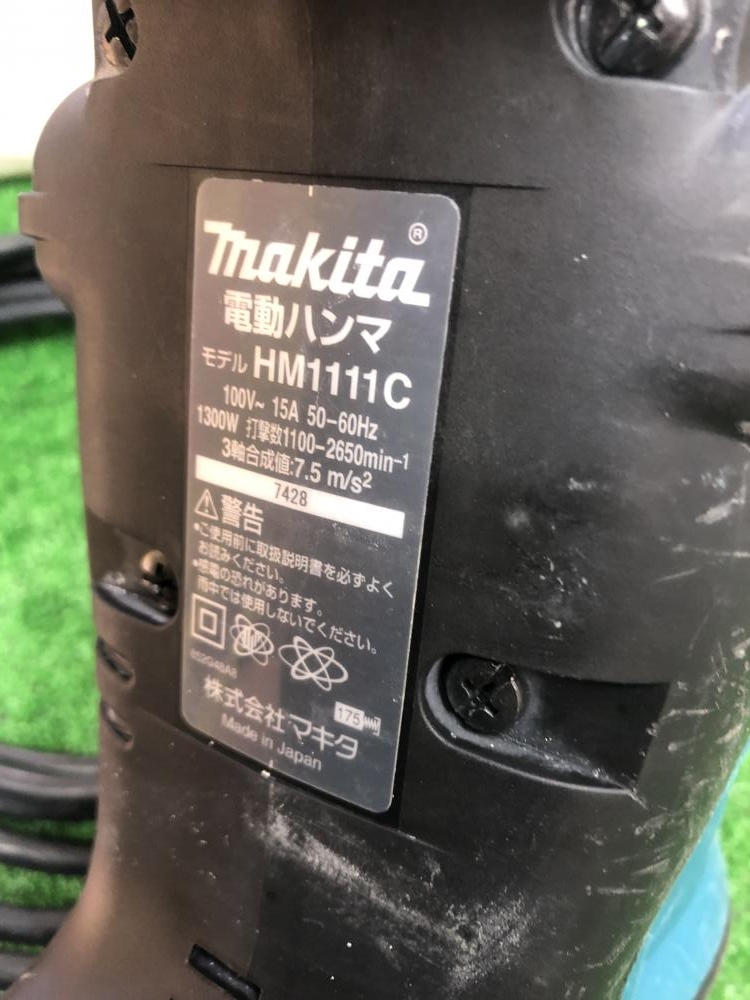 makita®
電動ハンマ
モデル HM1111C
100V~ 15A 50-60Hz
1300W 打撃数1100-2650min-1
3軸合成値:7.5 m/s2
7428
警告
•ご使用前に取扱説明書を必ずよく
お読みください。
•感電の恐れがあります。
雨中では使用しないでください。
852G48A8
175
株式会社マキタ
Made in Japan